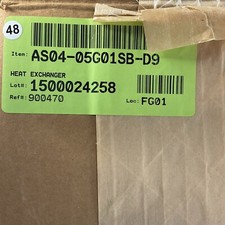 48
Item: AS04-05G01SB-D9
HEAT EXCHANGER
Lot#: 1500024258
Ref#: 900470 Loc: FG01